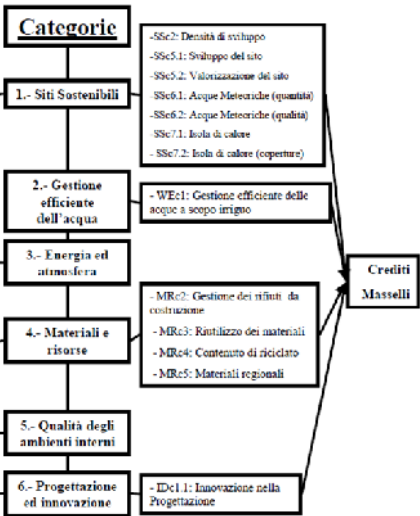 Categorie
1.- Siti Sostenibili
-SSc2: Densità di sviluppo
-SSc5.1: Sviluppo del sito
-SSc5.2: Valorizzazione del sito
-SSc6.1: Acque Meteoriche (quantità)
-SSc6.2: Acque Meteoriche (qualità)
-SSc7.1: Isola di calore
- SSc7.2: Isola di calore (coperture)
2.- Gestione
efficiente
dell'acqua
- WEc1: Gestione efficiente delle
acque a scopo irriguo
3.- Energia ed
atmosfera
4.- Materiali e
risorse
- MRc2: Gestione dei rifiuti da
costruzione
- MRc3: Riutilizzo dei materiali
- MRc4: Contenuto di riciclato
- MRc5: Materiali regionali
5.- Qualità degli
ambienti interni
6.- Progettazione
ed innovazione
- IDc1.1: Innovazione nella
Progettazione
Crediti
Masselli